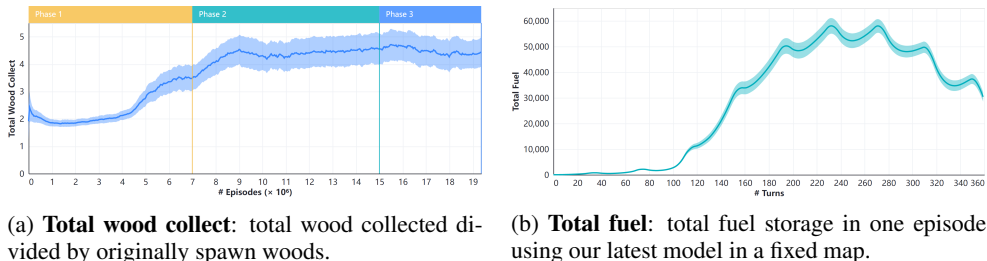 Phase 1
Phase 2
Phase 3
Total Wood Collect
5
4
3
2
1
0
0 1 2 3 4 5 6 7 8 9 10 11 12 13 14 15 16 17 18 19
# Episodes (× 10⁶)
(a) Total wood collect: total wood collected di-
vided by originally spawn woods.
Total Fuel
60,000
50,000
40,000
30,000
20,000
10,000
0
0 20 40 60 80 100 120 140 160 180 200 220 240 260 280 300 320 340 360
# Turns
(b) Total fuel: total fuel storage in one episode
using our latest model in a fixed map.